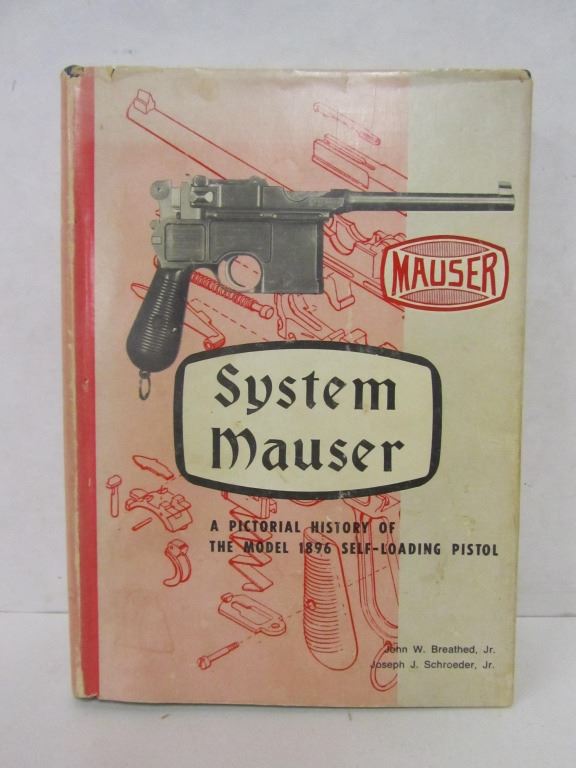 MAUSER
System
Mauser
A PICTORIAL HISTORY OF
THE MODEL 1896 SELF-LOADING PISTOL
John W. Breathed, Jr.
Joseph J. Schroeder, Jr.